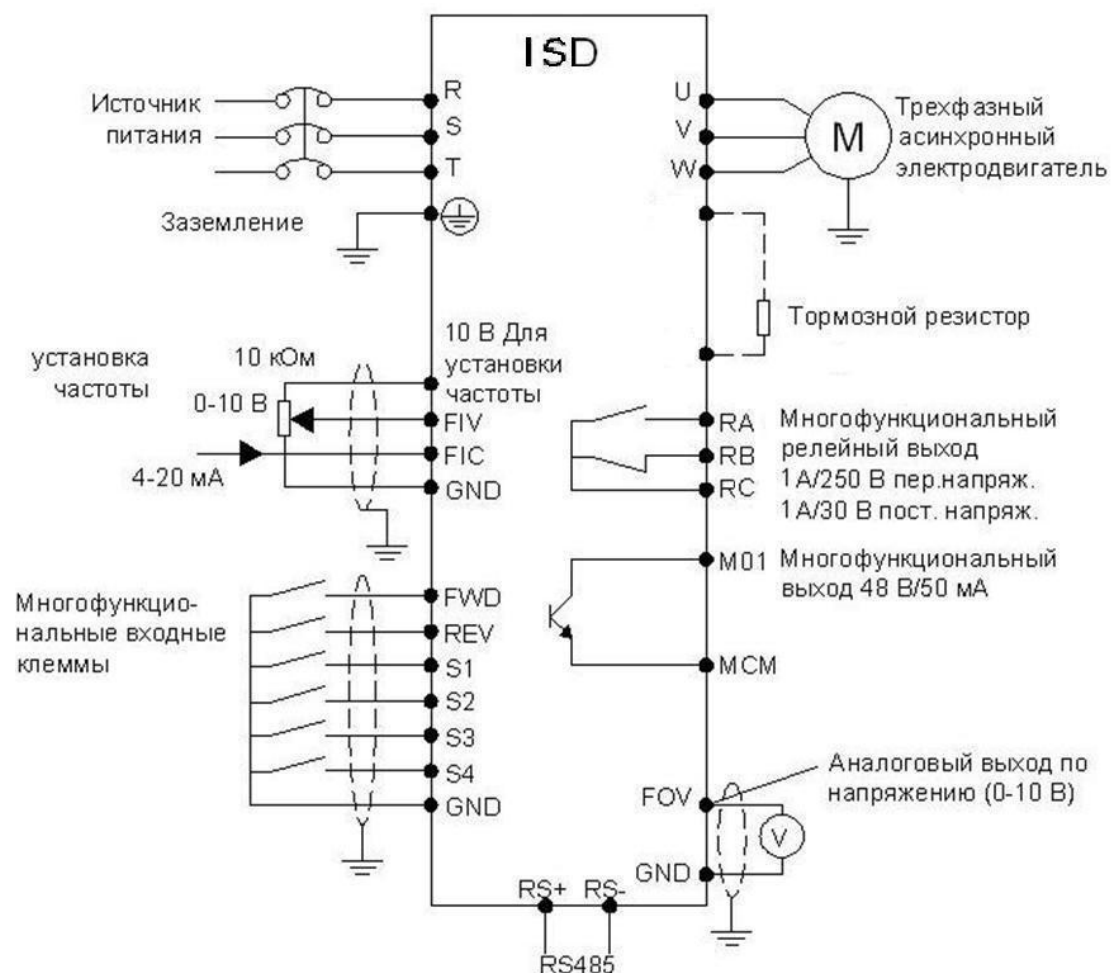 ISD
Источник
питания
R
S
T
Заземление
U
V
W
M
Трехфазный
асинхронный
электродвигатель
Тормозной резистор
установка
частоты
10 кОм
0-10 В
4-20 мА
10 В Для
установки
частоты
FIV
FIC
GND
RA
RB
RC
Многофункциональный
релейный выход
1А/250 В пер.напряж.
1А/30 В пост. напряж.
M01
Многофункциональный
выход 48 В/50 мА
MCM
Многофункцио-
нальные входные
клеммы
FWD
REV
S1
S2
S3
S4
GND
Аналоговый выход по
напряжению (0-10 В)
FOV
V
GND
RS+ RS-
RS485